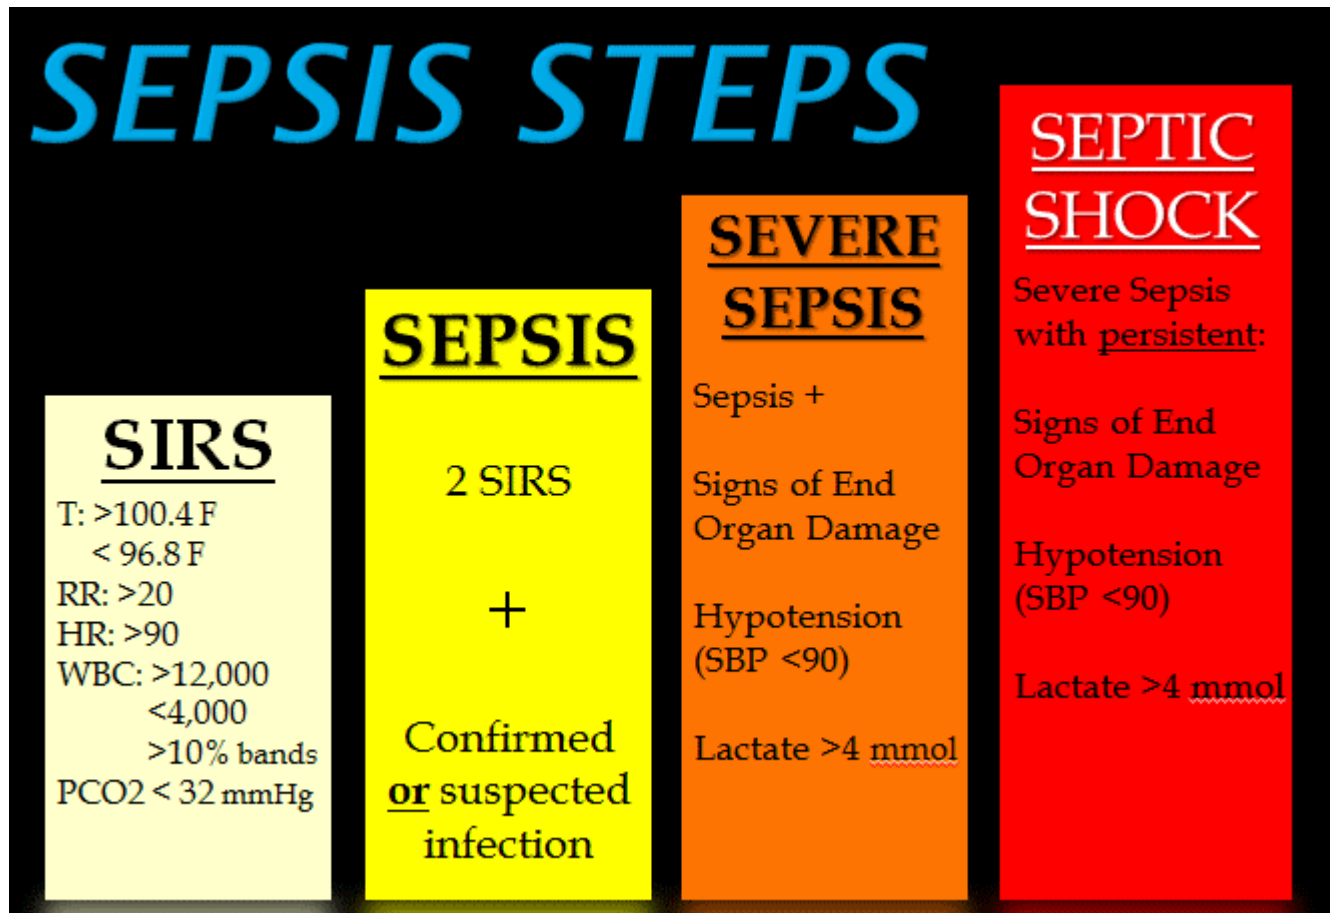 SEPSIS STEPS
SIRS
T: >100.4 F
< 96.8 F
RR: >20
HR: >90
WBC: >12,000
<4,000
>10% bands
PCO2 < 32 mmHg
SEPSIS
2 SIRS
+
Confirmed
or suspected
infection
SEVERE
SEPSIS
Sepsis +
Signs of End
Organ Damage
Hypotension
(SBP <90)
Lactate >4 mmol
SEPTIC
SHOCK
Severe Sepsis
with persistent:
Signs of End
Organ Damage
Hypotension
(SBP <90)
Lactate >4 mmol